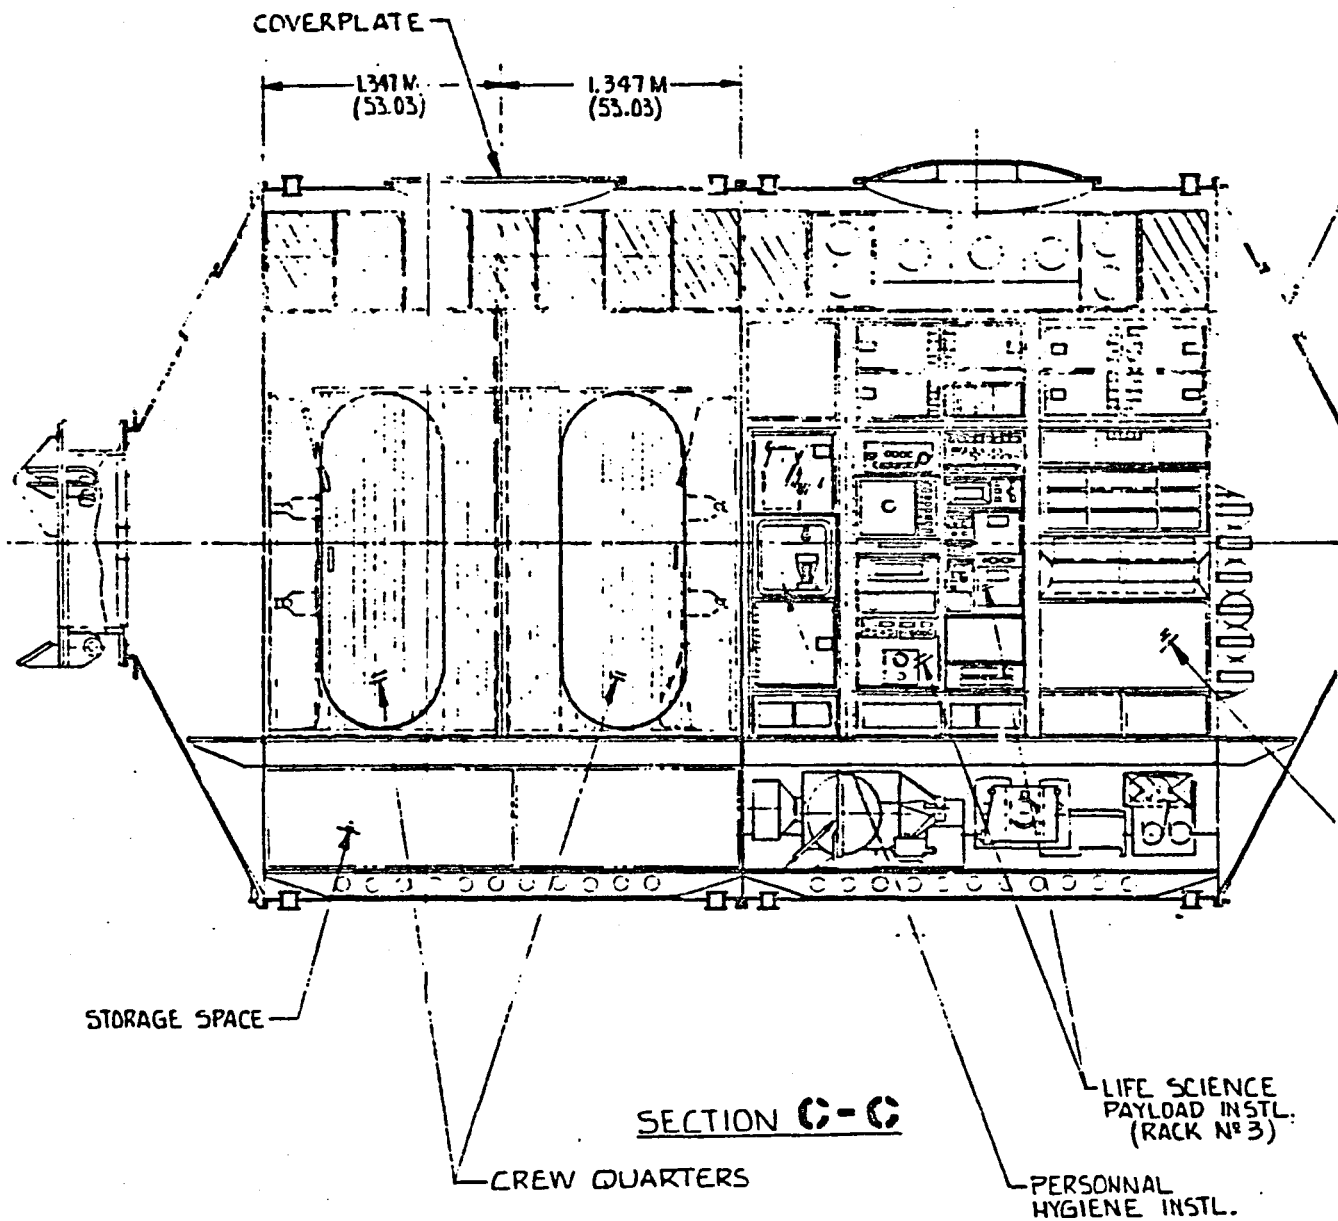 COVERPLATE
1.347 M
(53.03)
1.347 M
(53.03)
STORAGE SPACE
SECTION C-C
CREW QUARTERS
LIFE SCIENCE
PAYLOAD INSTL.
(RACK Nº 3)
PERSONNAL
HYGIENE INSTL.